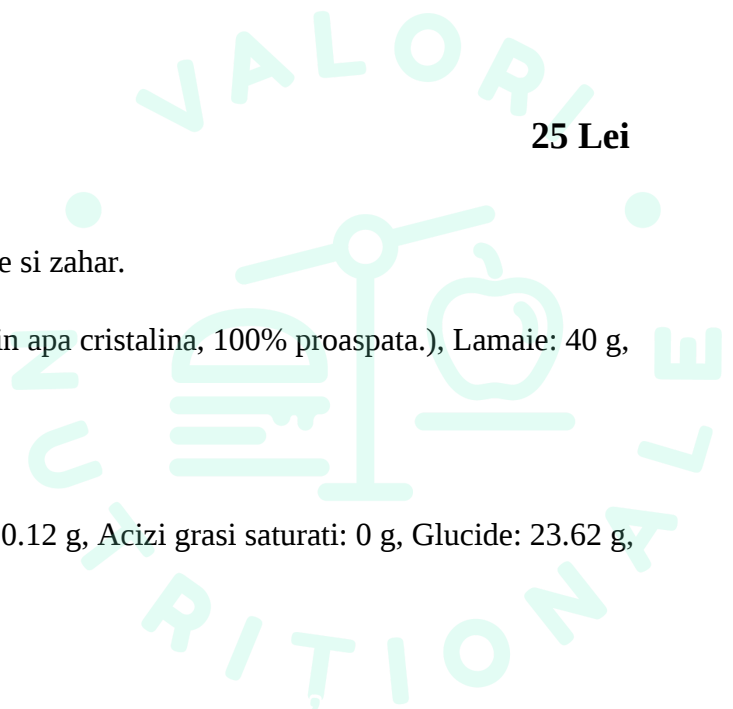 VALORI
25 Lei
e si zahar.
in apa cristalina, 100% proaspata.), Lamaie: 40 g,
0.12 g, Acizi grasi saturati: 0 g, Glucide: 23.62 g,
NUTRITIONALE